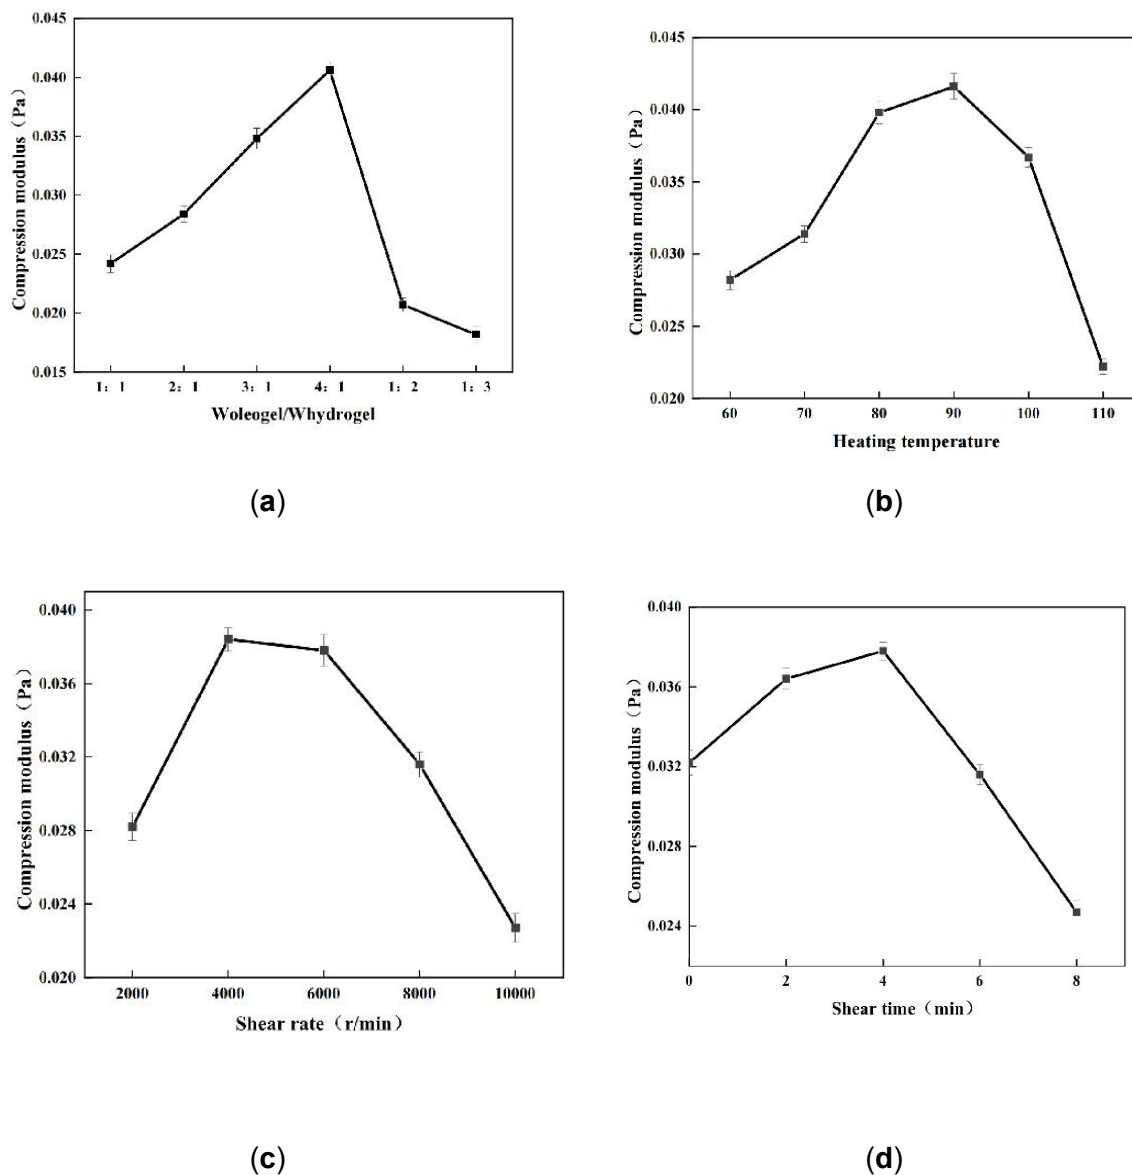 0.045
0.040
0.035
0.030
0.025
0.020
0.015
Compression modulus（Pa）
1：1 2：1 3：1 4：1 1：2 1：3
Woleogel/Whydrogel
(a)
0.045
0.040
0.035
0.030
0.025
0.020
Compression modulus（Pa）
60 70 80 90 100 110
Heating temperature
(b)
0.040
0.036
0.032
0.028
0.024
0.020
Compression modulus（Pa）
2000 4000 6000 8000 10000
Shear rate（r/min）
(c)
0.040
0.036
0.032
0.028
0.024
Compression modulus（Pa）
0 2 4 6 8
Shear time（min）
(d)